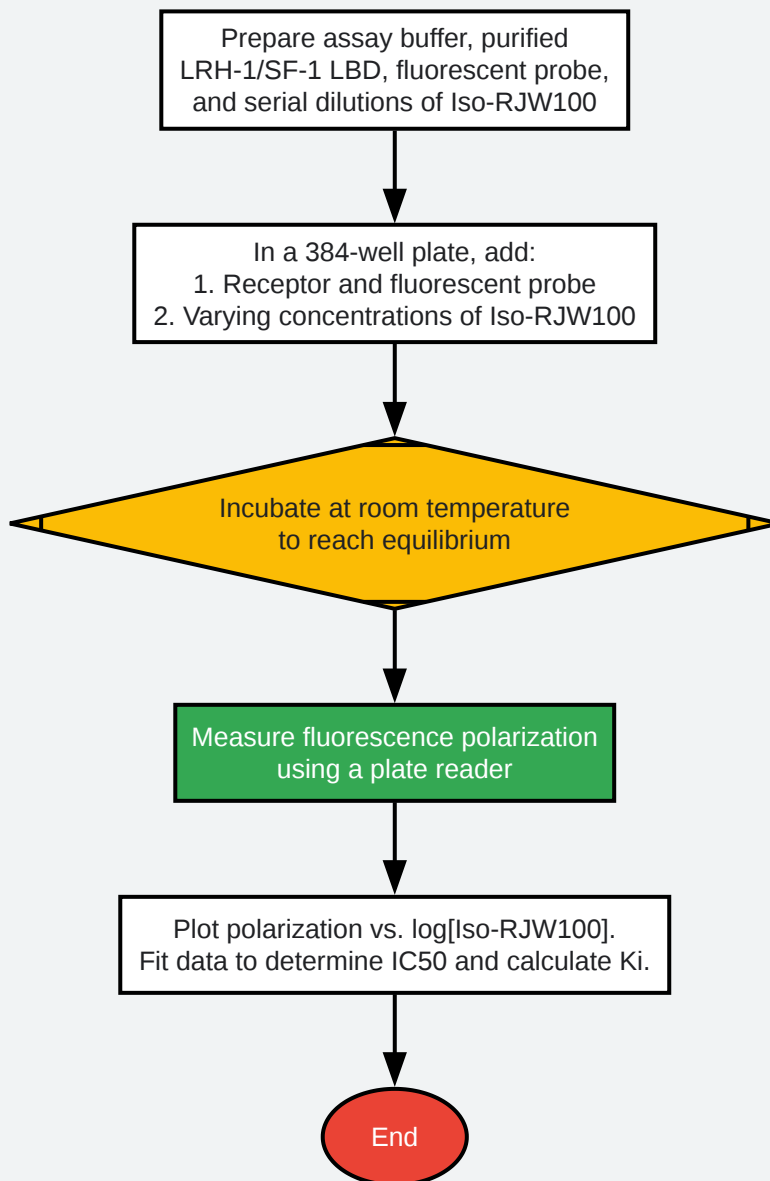 Prepare assay buffer, purified
LRH-1/SF-1 LBD, fluorescent probe,
and serial dilutions of Iso-RJW100
In a 384-well plate, add:
1. Receptor and fluorescent probe
2. Varying concentrations of Iso-RJW100
Incubate at room temperature
to reach equilibrium
Measure fluorescence polarization
using a plate reader
Plot polarization vs. log[Iso-RJW100].
Fit data to determine IC50 and calculate Ki.
End